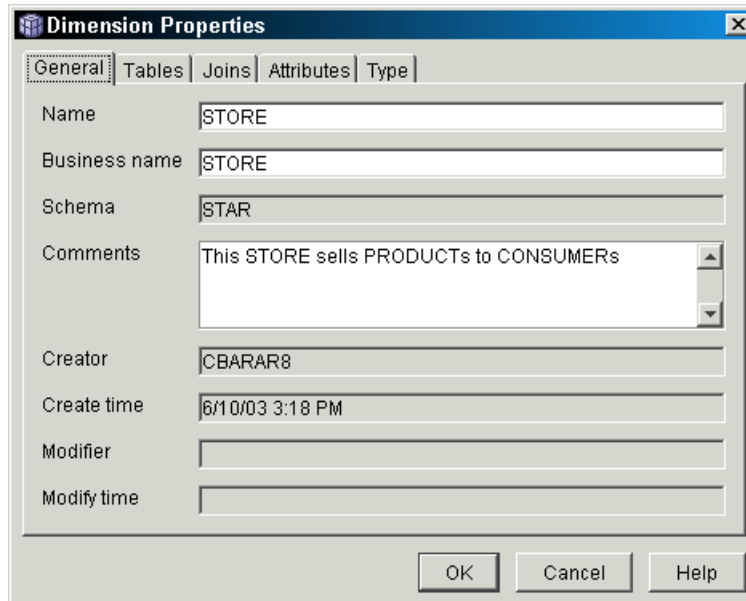 Dimension Properties
General Tables Joins Attributes Type
Name STORE
Business name STORE
Schema STAR
Comments This STORE sells PRODUCTs to CONSUMERs
Creator CBARAR8
Create time 6/10/03 3:18 PM
Modifier
Modify time
OK Cancel Help